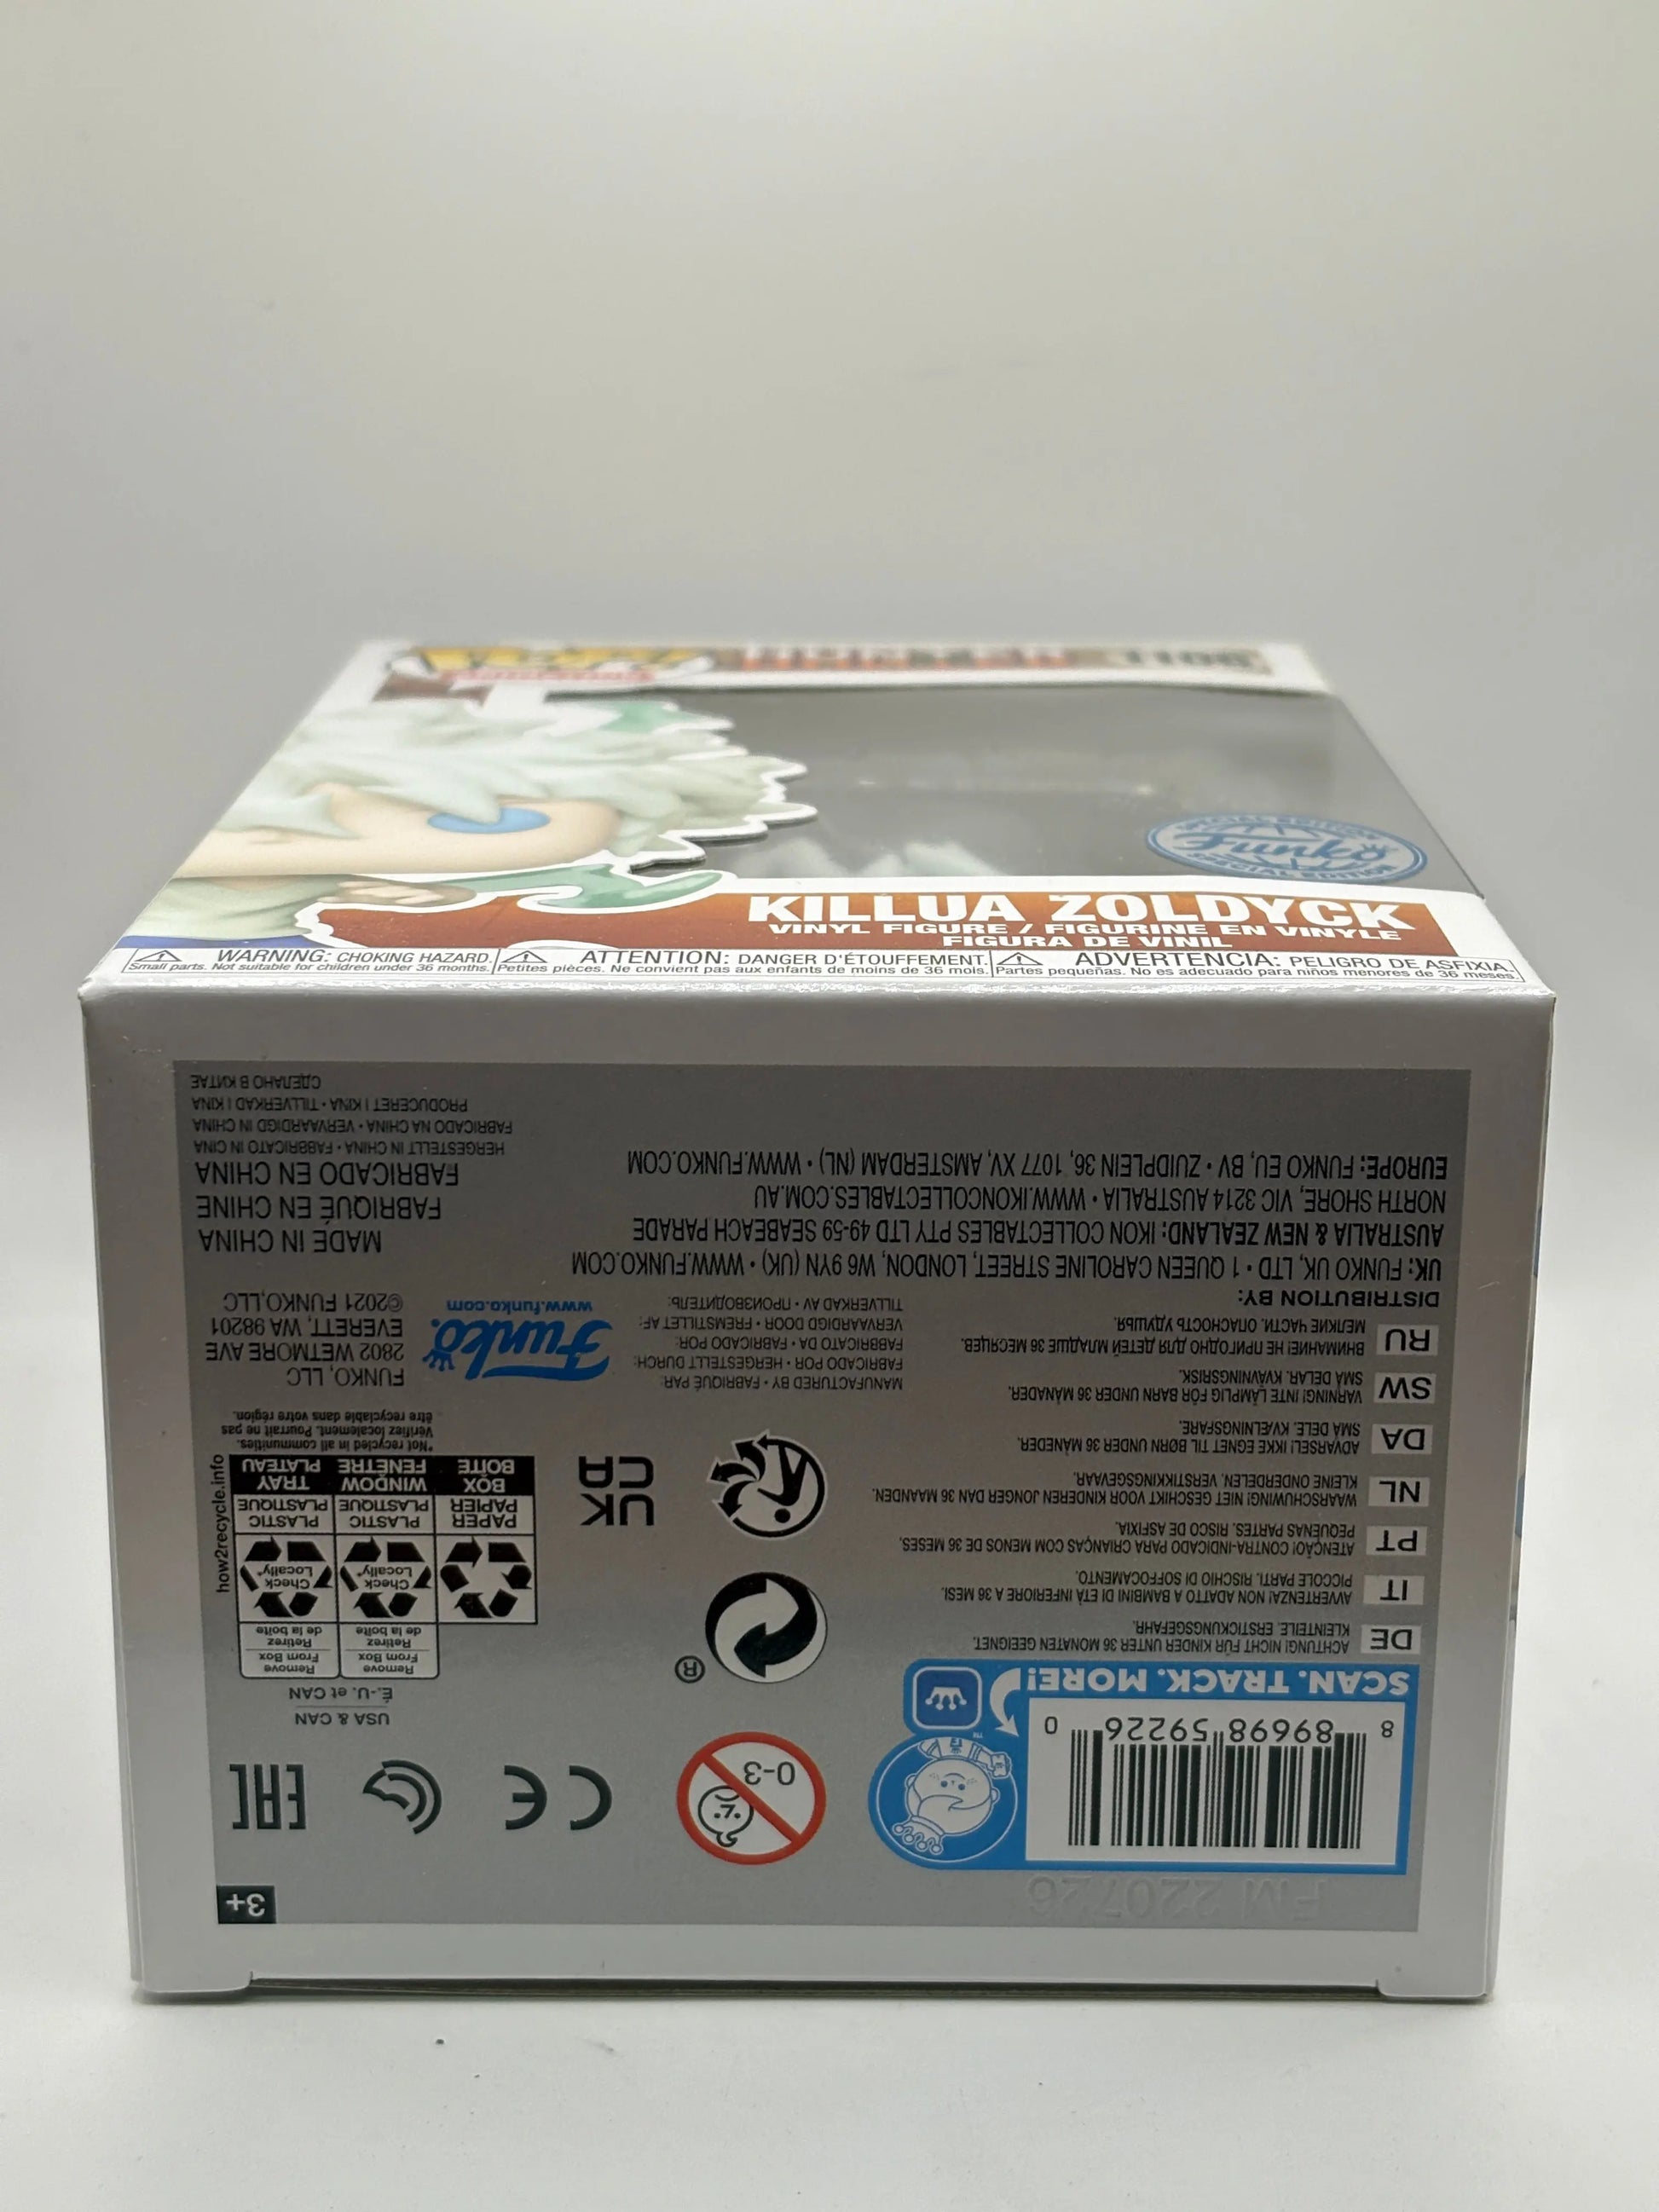 SPECIAL EDITION
Funko
SPECIAL EDITION
KILLUA ZOLDYCK
VINYL FIGURE / FIGURINE EN VINYLE
FIGURA DE VINIL
WARNING: CHOKING HAZARD.
Small parts. Not suitable for children under 36 months.
ATTENTION: DANGER D'ÉTOUFFEMENT.
Petites pièces. Ne convient pas aux enfants de moins de 36 mois.
ADVERTENCIA: PELIGRO DE ASFIXIA.
Partes pequeñas. No es adecuado para niños menores de 36 meses.
FM 220726
8 89698 59226 0
SCAN. TRACK. MORE!
™
0-3
CE
EAC
3+
DE
ACHTUNG! NICHT FÜR KINDER UNTER 36 MONATEN GEEIGNET.
KLEINTEILE. ERSTICKUNGSGEFAHR.
IT
AVVERTENZA! NON ADATTO A BAMBINI DI ETÀ INFERIORE A 36 MESI.
PICCOLE PARTI. RISCHIO DI SOFFOCAMENTO.
PT
ATENÇÃO! CONTRA-INDICADO PARA CRIANÇAS COM MENOS DE 36 MESES.
PEQUENAS PARTES. RISCO DE ASFIXIA.
NL
WAARSCHUWING! NIET GESCHIKT VOOR KINDEREN JONGER DAN 36 MAANDEN.
KLEINE ONDERDELEN. VERSTIKKINGSGEVAAR.
DA
ADVARSEL! IKKE EGNET TIL BØRN UNDER 36 MÅNEDER.
SMÅ DELE. KVÆLNINGSFARE.
SW
VARNING! INTE LÄMPLIG FÖR BARN UNDER 36 MÅNADER.
SMÅ DELAR. KVÄVNINGSRISK.
RU
ВНИМАНИЕ! НЕ ПРИГОДНО ДЛЯ ДЕТЕЙ МЛАДШЕ 36 МЕСЯЦЕВ.
МЕЛКИЕ ЧАСТИ. ОПАСНОСТЬ УДУШЬЯ.
®
UK
CA
USA & CAN
É.-U. et CAN
Remove
From Box
Retirez
de la boîte
Remove
From Box
Retirez
de la boîte
Check
Locally*
Check
Locally*
PAPER
PAPIER
PLASTIC
PLASTIQUE
PLASTIC
PLASTIQUE
BOX
BOÎTE
WINDOW
FENÊTRE
TRAY
PLATEAU
how2recycle.info
*Not recycled in all communities.
Vérifiez localement. Pourrait ne pas
être recyclable dans votre région.
MANUFACTURED BY • FABRIQUÉ PAR:
FABRICADO POR • HERGESTELLT DURCH:
FABBRICATO DA • FABRICADO POR:
VERVAARDIGD DOOR • FREMSTILLET AF:
TILLVERKAD AV • ПРОИЗВОДИТЕЛЬ:
Funko
www.funko.com
FUNKO, LLC
2802 WETMORE AVE
EVERETT, WA 98201
©2021 FUNKO,LLC
DISTRIBUTION BY:
UK: FUNKO UK, LTD • 1 QUEEN CAROLINE STREET, LONDON, W6 9YN (UK) • WWW.FUNKO.COM
AUSTRALIA & NEW ZEALAND: IKON COLLECTABLES PTY LTD 49-59 SEABEACH PARADE
NORTH SHORE, VIC 3214 AUSTRALIA • WWW.IKONCOLLECTABLES.COM.AU
EUROPE: FUNKO EU, BV • ZUIDPLEIN 36, 1077 XV, AMSTERDAM (NL) • WWW.FUNKO.COM
MADE IN CHINA
FABRIQUÉ EN CHINE
FABRICADO EN CHINA
HERGESTELLT IN CHINA • FABBRICATO IN CINA
FABRICADO NA CHINA • VERVAARDIGD IN CHINA
PRODUCERET I KINA • TILLVERKAD I KINA
СДЕЛАНО В КИТАЕ